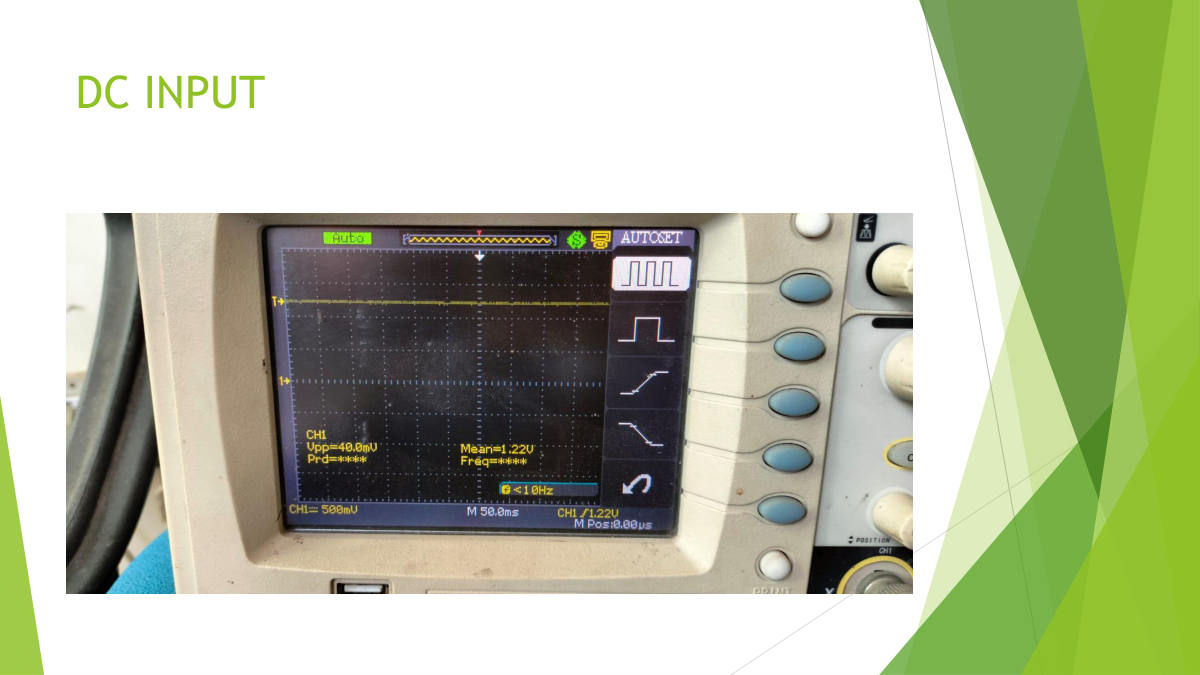 DC INPUT
Auto
AUTOSET
T
1
CH1
Vpp=40.0mV
Mean=1.22V
Prd=****
Freq=****
<10Hz
CH1 500mV
M 50.0ms
CH1 /1.22V
M Pos:0.00µs
POSITION
CH1
PRINT
X